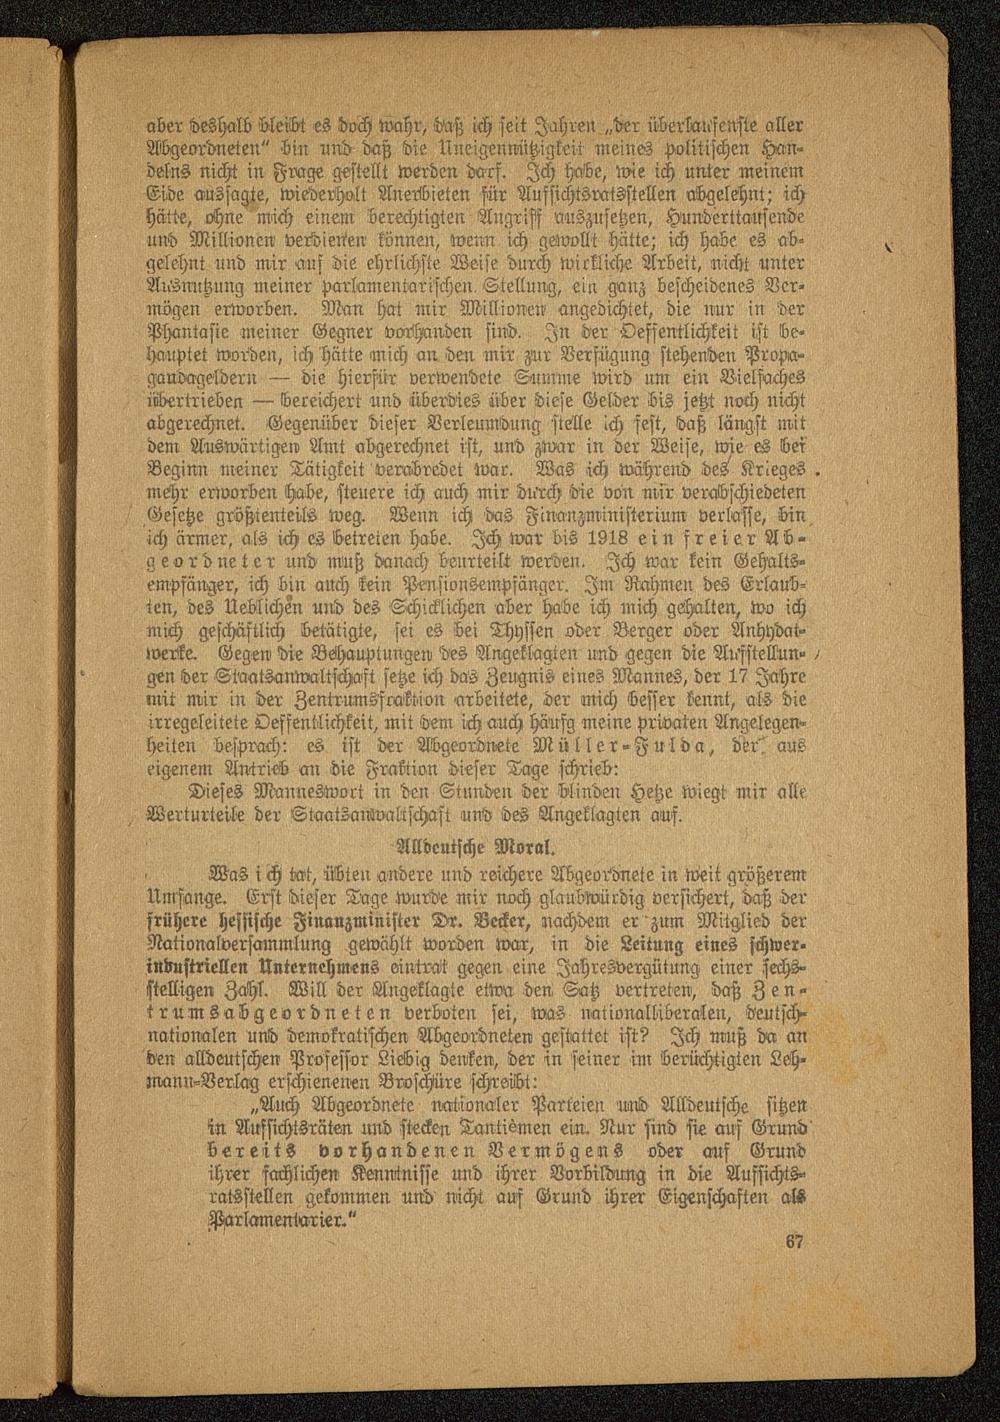 aber deshalb bleibt es doch wahr, daß ich seit Jahren „der überlaufenste aller
Abgeordneten“ bin und daß die Uneigennützigkeit meines politischen Han-
delns nicht in Frage gestellt werden darf. Ich habe, wie ich unter meinem
Eide aussagte, wiederholt Anerbieten für Aufsichtsratsstellen abgelehnt; ich
hätte, ohne mich einem berechtigten Angriff auszusetzen, Hunderttausende
und Millionen verdienen können, wenn ich gewollt hätte; ich habe es ab-
gelehnt und mir auf die ehrlichste Weise durch wirkliche Arbeit, nicht unter
Ausnutzung meiner parlamentarischen Stellung, ein ganz bescheidenes Ver-
mögen erworben. Man hat mir Millionen angedichtet, die nur in der
Phantasie meiner Gegner vorhanden sind. In der Oeffentlichkeit ist be-
hauptet worden, ich hätte mich an den mir zur Verfügung stehenden Propa-
gandageldern — die hierfür verwendete Summe wird um ein Vielfaches
übertrieben — bereichert und überdies über diese Gelder bis jetzt noch nicht
abgerechnet. Gegenüber dieser Verleumdung stelle ich fest, daß längst mit
dem Auswärtigen Amt abgerechnet ist, und zwar in der Weise, wie es bei
Beginn meiner Tätigkeit verabredet war. Was ich während des Krieges
mehr erworben habe, steuere ich auch mir durch die von mir verabschiedeten
Gesetze größtenteils weg. Wenn ich das Finanzministerium verlasse, bin
ich ärmer, als ich es betreten habe. Ich war bis 1918 ein freier Ab-
geordneter und muß danach beurteilt werden. Ich war kein Gehalts-
empfänger, ich bin auch kein Pensionsempfänger. Im Rahmen des Erlaub-
ten, des Ueblichen und des Schicklichen aber habe ich mich gehalten, wo ich
mich geschäftlich betätigte, sei es bei Thyssen oder Berger oder Anhydat-
werke. Gegen die Behauptungen des Angeklagten und gegen die Aufstellun-
gen der Staatsanwaltschaft setze ich das Zeugnis eines Mannes, der 17 Jahre
mit mir in der Zentrumsfraktion arbeitete, der mich besser kennt, als die
irregeleitete Oeffentlichkeit, mit dem ich auch häufg meine privaten Angelegen-
heiten besprach: es ist der Abgeordnete Müller-Fulda, der aus
eigenem Antrieb an die Fraktion dieser Tage schrieb:
Dieses Manneswort in den Stunden der blinden Hetze wiegt mir alle
Werturteile der Staatsanwaltschaft und des Angeklagten auf.
Alldeutsche Moral.
Was ich tat, übten andere und reichere Abgeordnete in weit größerem
Umfange. Erst dieser Tage wurde mir noch glaubwürdig versichert, daß der
frühere hessische Finanzminister Dr. Becker, nachdem er zum Mitglied der
Nationalversammlung gewählt worden war, in die Leitung eines schwer-
industriellen Unternehmens eintrat gegen eine Jahresvergütung einer sechs-
stelligen Zahl. Will der Angeklagte etwa den Satz vertreten, daß Zen-
trumsabgeordneten verboten sei, was nationalliberalen, deutsch-
nationalen und demokratischen Abgeordneten gestattet ist? Ich muß da an
den alldeutschen Professor Liebig denken, der in seiner im berüchtigten Leh-
mann-Verlag erschienenen Broschüre schreibt:
„Auch Abgeordnete nationaler Parteien und Alldeutsche sitzen
in Aufsichtsräten und stecken Tantiemen ein. Nur sind sie auf Grund
bereits vorhandenen Vermögens oder auf Grund
ihrer fachlichen Kenntnisse und ihrer Vorbildung in die Aufsichts-
ratsstellen gekommen und nicht auf Grund ihrer Eigenschaften als
Parlamentarier.“
67